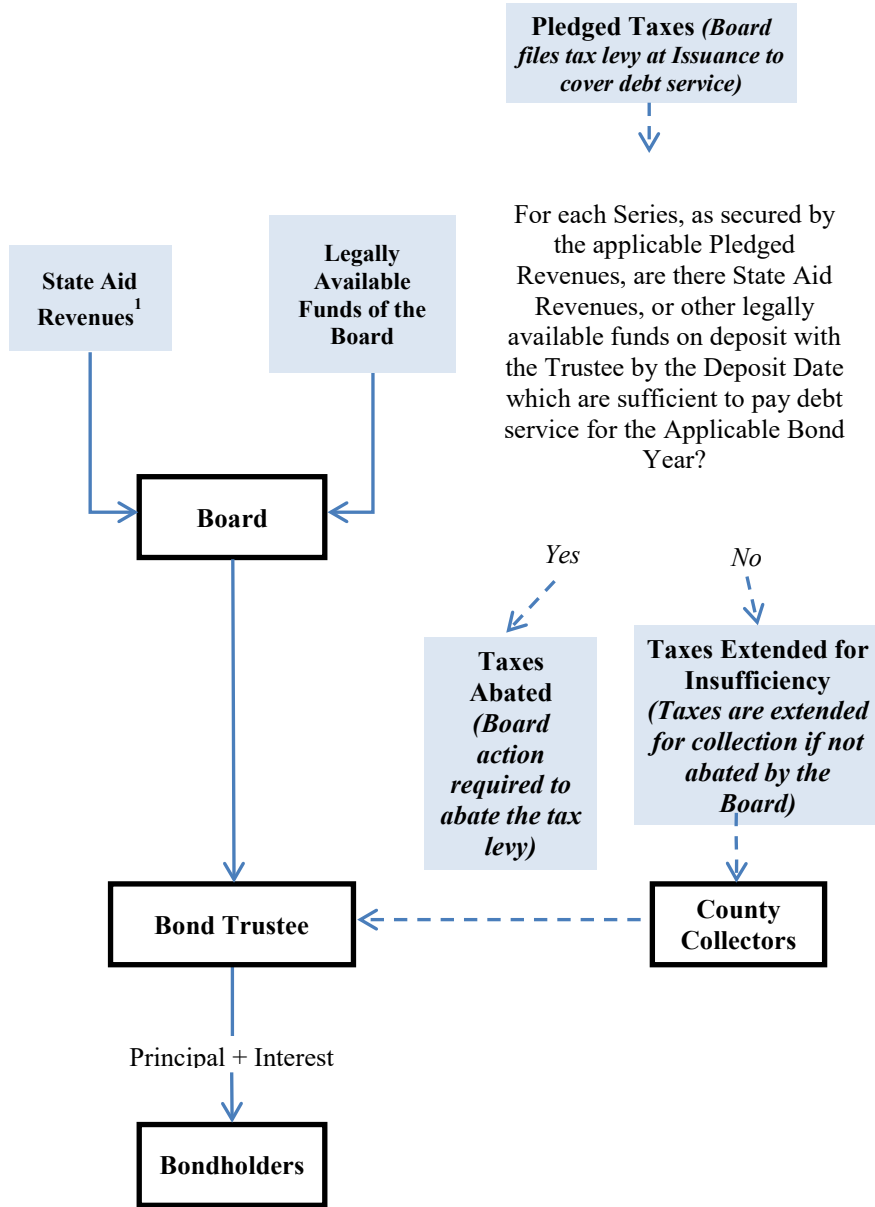 Pledged Taxes (Board
files tax levy at Issuance to
cover debt service)
For each Series, as secured by
the applicable Pledged
Revenues, are there State Aid
Revenues, or other legally
available funds on deposit with
the Trustee by the Deposit Date
which are sufficient to pay debt
service for the Applicable Bond
Year?
State Aid
Revenues1
Legally
Available
Funds of the
Board
Board
Yes
No
Taxes
Abated
(Board
action
required to
abate the tax
levy)
Taxes Extended for
Insufficiency
(Taxes are extended
for collection if not
abated by the
Board)
Bond Trustee
County
Collectors
Principal + Interest
Bondholders